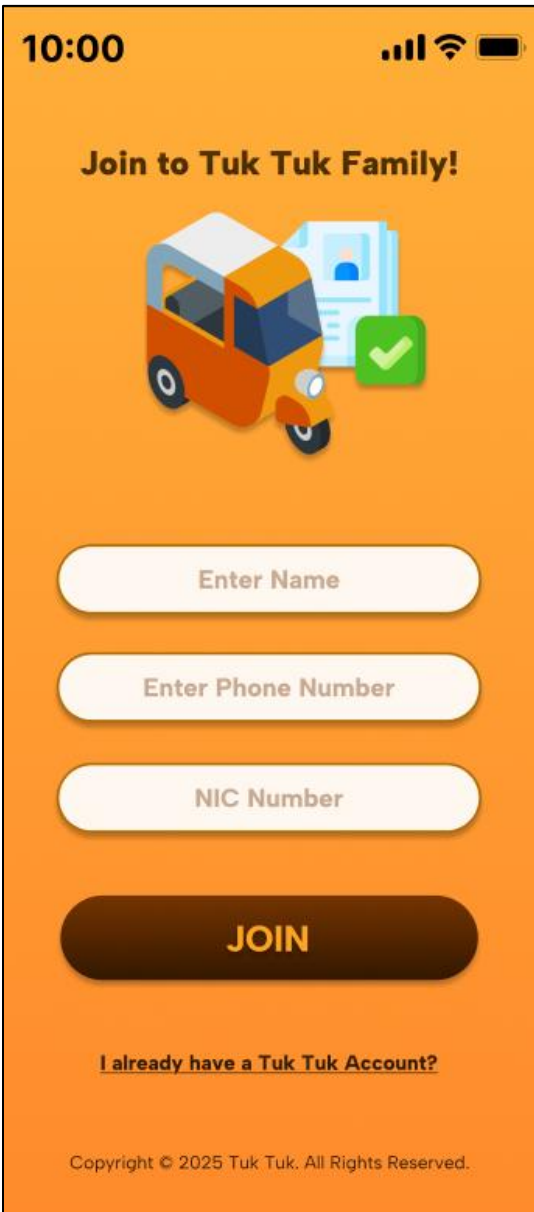 10:00
Join to Tuk Tuk Family!
Enter Name
Enter Phone Number
NIC Number
JOIN
I already have a Tuk Tuk Account?
Copyright © 2025 Tuk Tuk. All Rights Reserved.